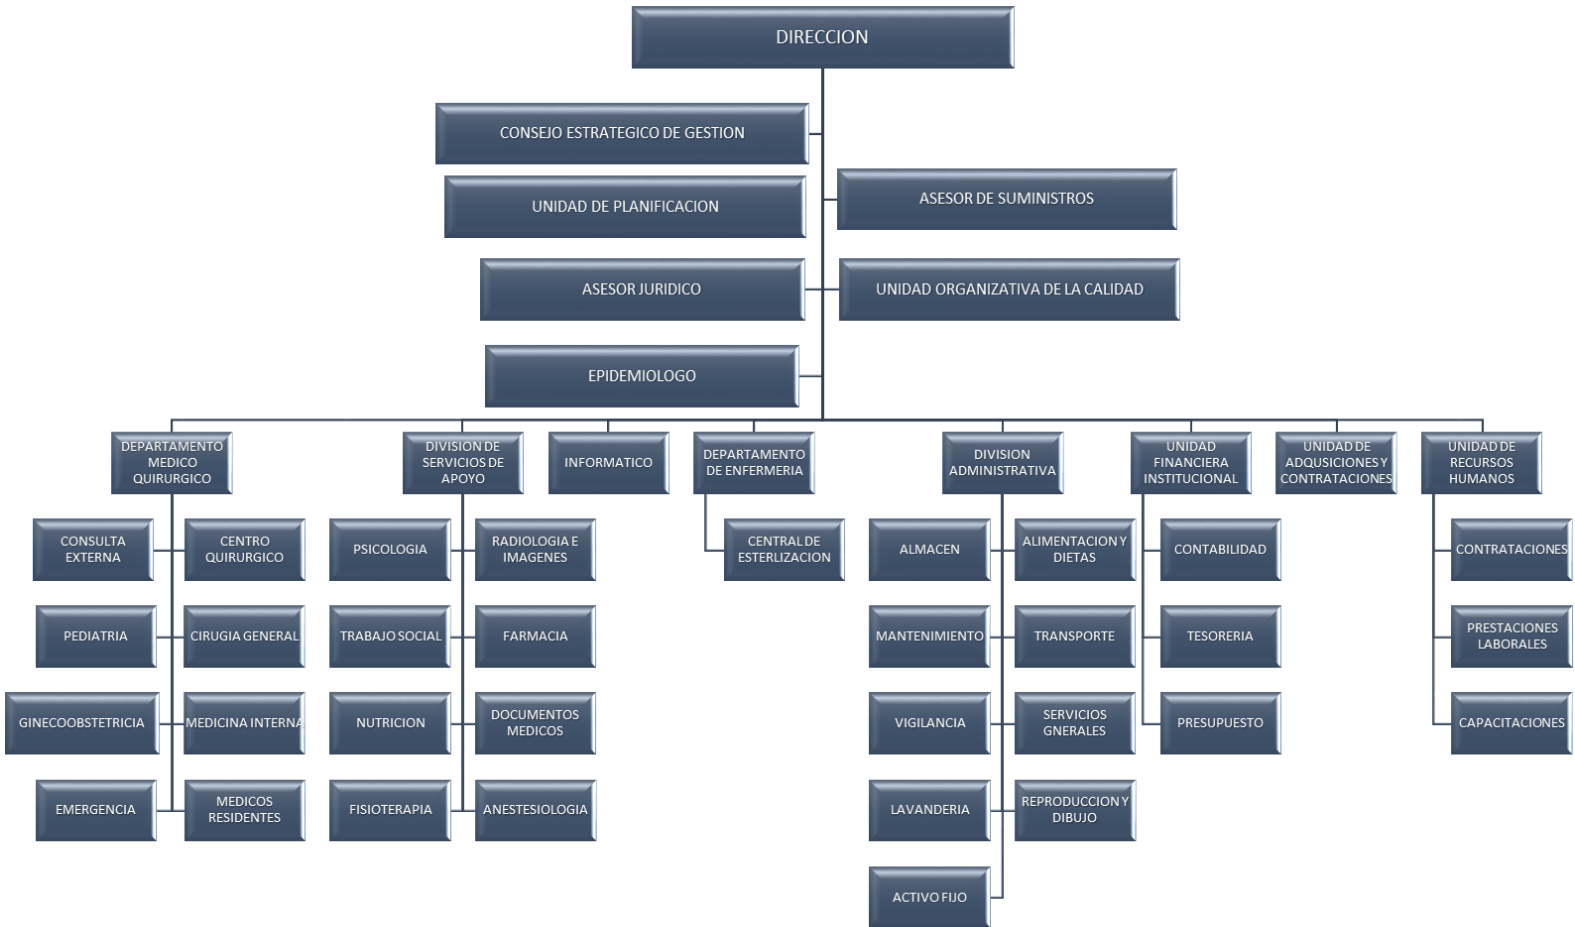 DIRECCION
CONSEJO ESTRATEGICO DE GESTION
UNIDAD DE PLANIFICACION
ASESOR DE SUMINISTROS
ASESOR JURIDICO
UNIDAD ORGANIZATIVA DE LA CALIDAD
EPIDEMIOLOGO
DEPARTAMENTO
MEDICO
QUIRURGICO
DIVISION DE
SERVICIOS DE
APOYO
INFORMATICO
DEPARTAMENTO
DE ENFERMERIA
DIVISION
ADMINISTRATIVA
UNIDAD
FINANCIERA
INSTITUCIONAL
UNIDAD DE
ADQUSICIONES Y
CONTRATACIONES
UNIDAD DE
RECURSOS
HUMANOS
CONSULTA
EXTERNA
CENTRO
QUIRURGICO
PSICOLOGIA
RADIOLOGIA E
IMAGENES
CENTRAL DE
ESTERLIZACION
ALMACEN
ALIMENTACION Y
DIETAS
CONTABILIDAD
CONTRATACIONES
PEDIATRIA
CIRUGIA GENERAL
TRABAJO SOCIAL
FARMACIA
MANTENIMIENTO
TRANSPORTE
TESORERIA
PRESTACIONES
LABORALES
GINECOOBSTETRICIA
MEDICINA INTERNA
NUTRICION
DOCUMENTOS
MEDICOS
VIGILANCIA
SERVICIOS
GNERALES
PRESUPUESTO
CAPACITACIONES
EMERGENCIA
MEDICOS
RESIDENTES
FISIOTERAPIA
ANESTESIOLOGIA
LAVANDERIA
REPRODUCCION Y
DIBUJO
ACTIVO FIJO